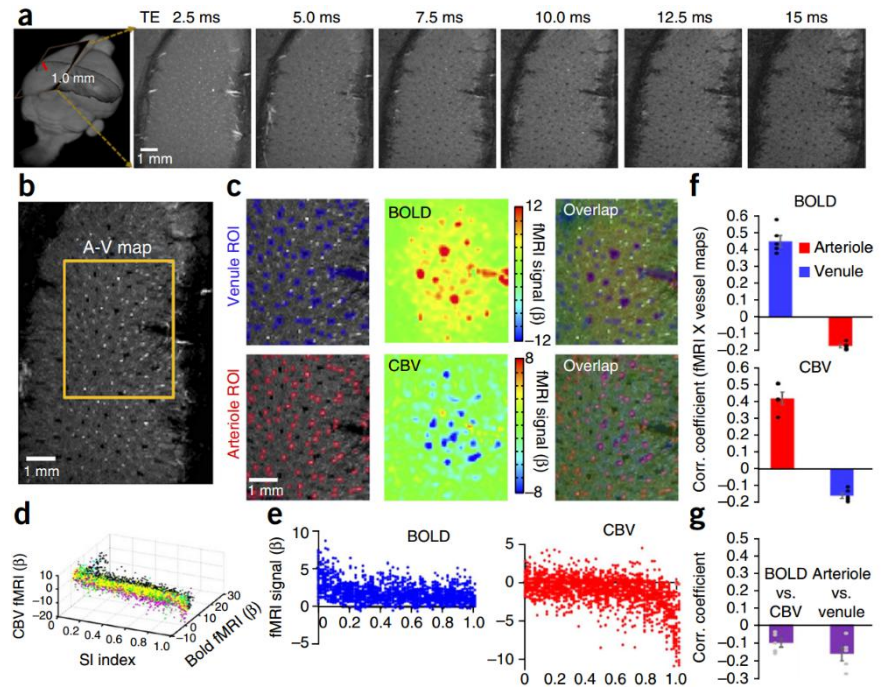 a
TE 2.5 ms 5.0 ms 7.5 ms 10.0 ms 12.5 ms 15 ms
1.0 mm
1 mm
b
A-V map
1 mm
c
Venule ROI
BOLD
12
fMRI signal (β)
−12
Overlap
Arteriole ROI
1 mm
CBV
8
fMRI signal (β)
−8
Overlap
f
BOLD
0.6
0.5
0.4
0.3
0.2
0.1
0
−0.1
−0.2
Arteriole
Venule
Corr. coefficient (fMRI X vessel maps)
CBV
0.6
0.4
0.3
0.2
0.1
0
−0.1
−0.2
d
CBV fMRI (β)
10
0
−10
−20
0
0.2
0.4
0.6
0.8
1.0
SI index
−10
0
10
20
30
Bold fMRI (β)
e
fMRI signal (β)
BOLD
10
5
0
−5
0 0.2 0.4 0.6 0.8 1.0
CBV
5
0
−5
−10
0 0.2 0.4 0.6 0.8 1.0
g
Corr. coefficient
0.5
0.4
0.3
0.2
0.1
0
−0.1
−0.2
−0.3
BOLD
vs.
CBV
Arteriole
vs.
venule